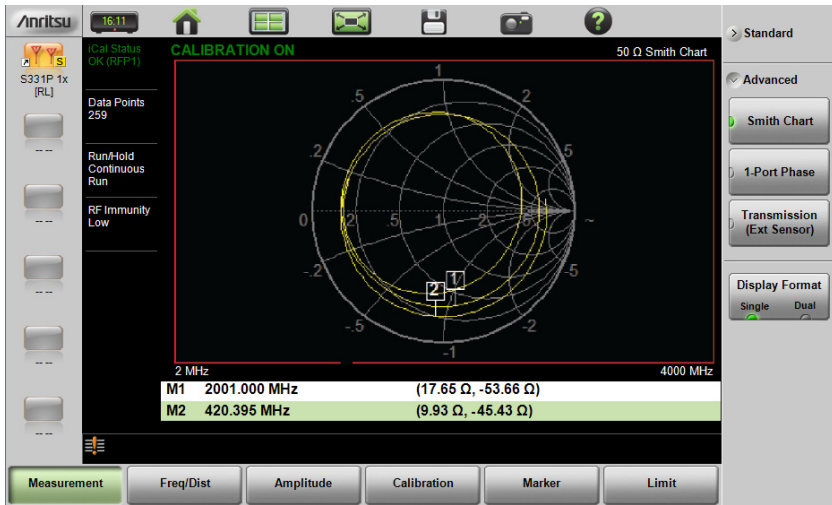 Anritsu
16:11
?
S331P 1x
[RL]
-- --
-- --
-- --
-- --
-- --
iCal Status
OK (RFP1)
Data Points
259
Run/Hold
Continuous
Run
RF Immunity
Low
CALIBRATION ON
50 Ω Smith Chart
1
.5
2
.2
5
0
.2
.5
1
2
5
~
-.2
-5
1
2
-.5
-2
-1
2 MHz
4000 MHz
M1 2001.000 MHz (17.65 Ω, -53.66 Ω)
M2 420.395 MHz (9.93 Ω, -45.43 Ω)
> Standard
Advanced
Smith Chart
1-Port Phase
Transmission
(Ext Sensor)
Display Format
Single Dual
Measurement
Freq/Dist
Amplitude
Calibration
Marker
Limit